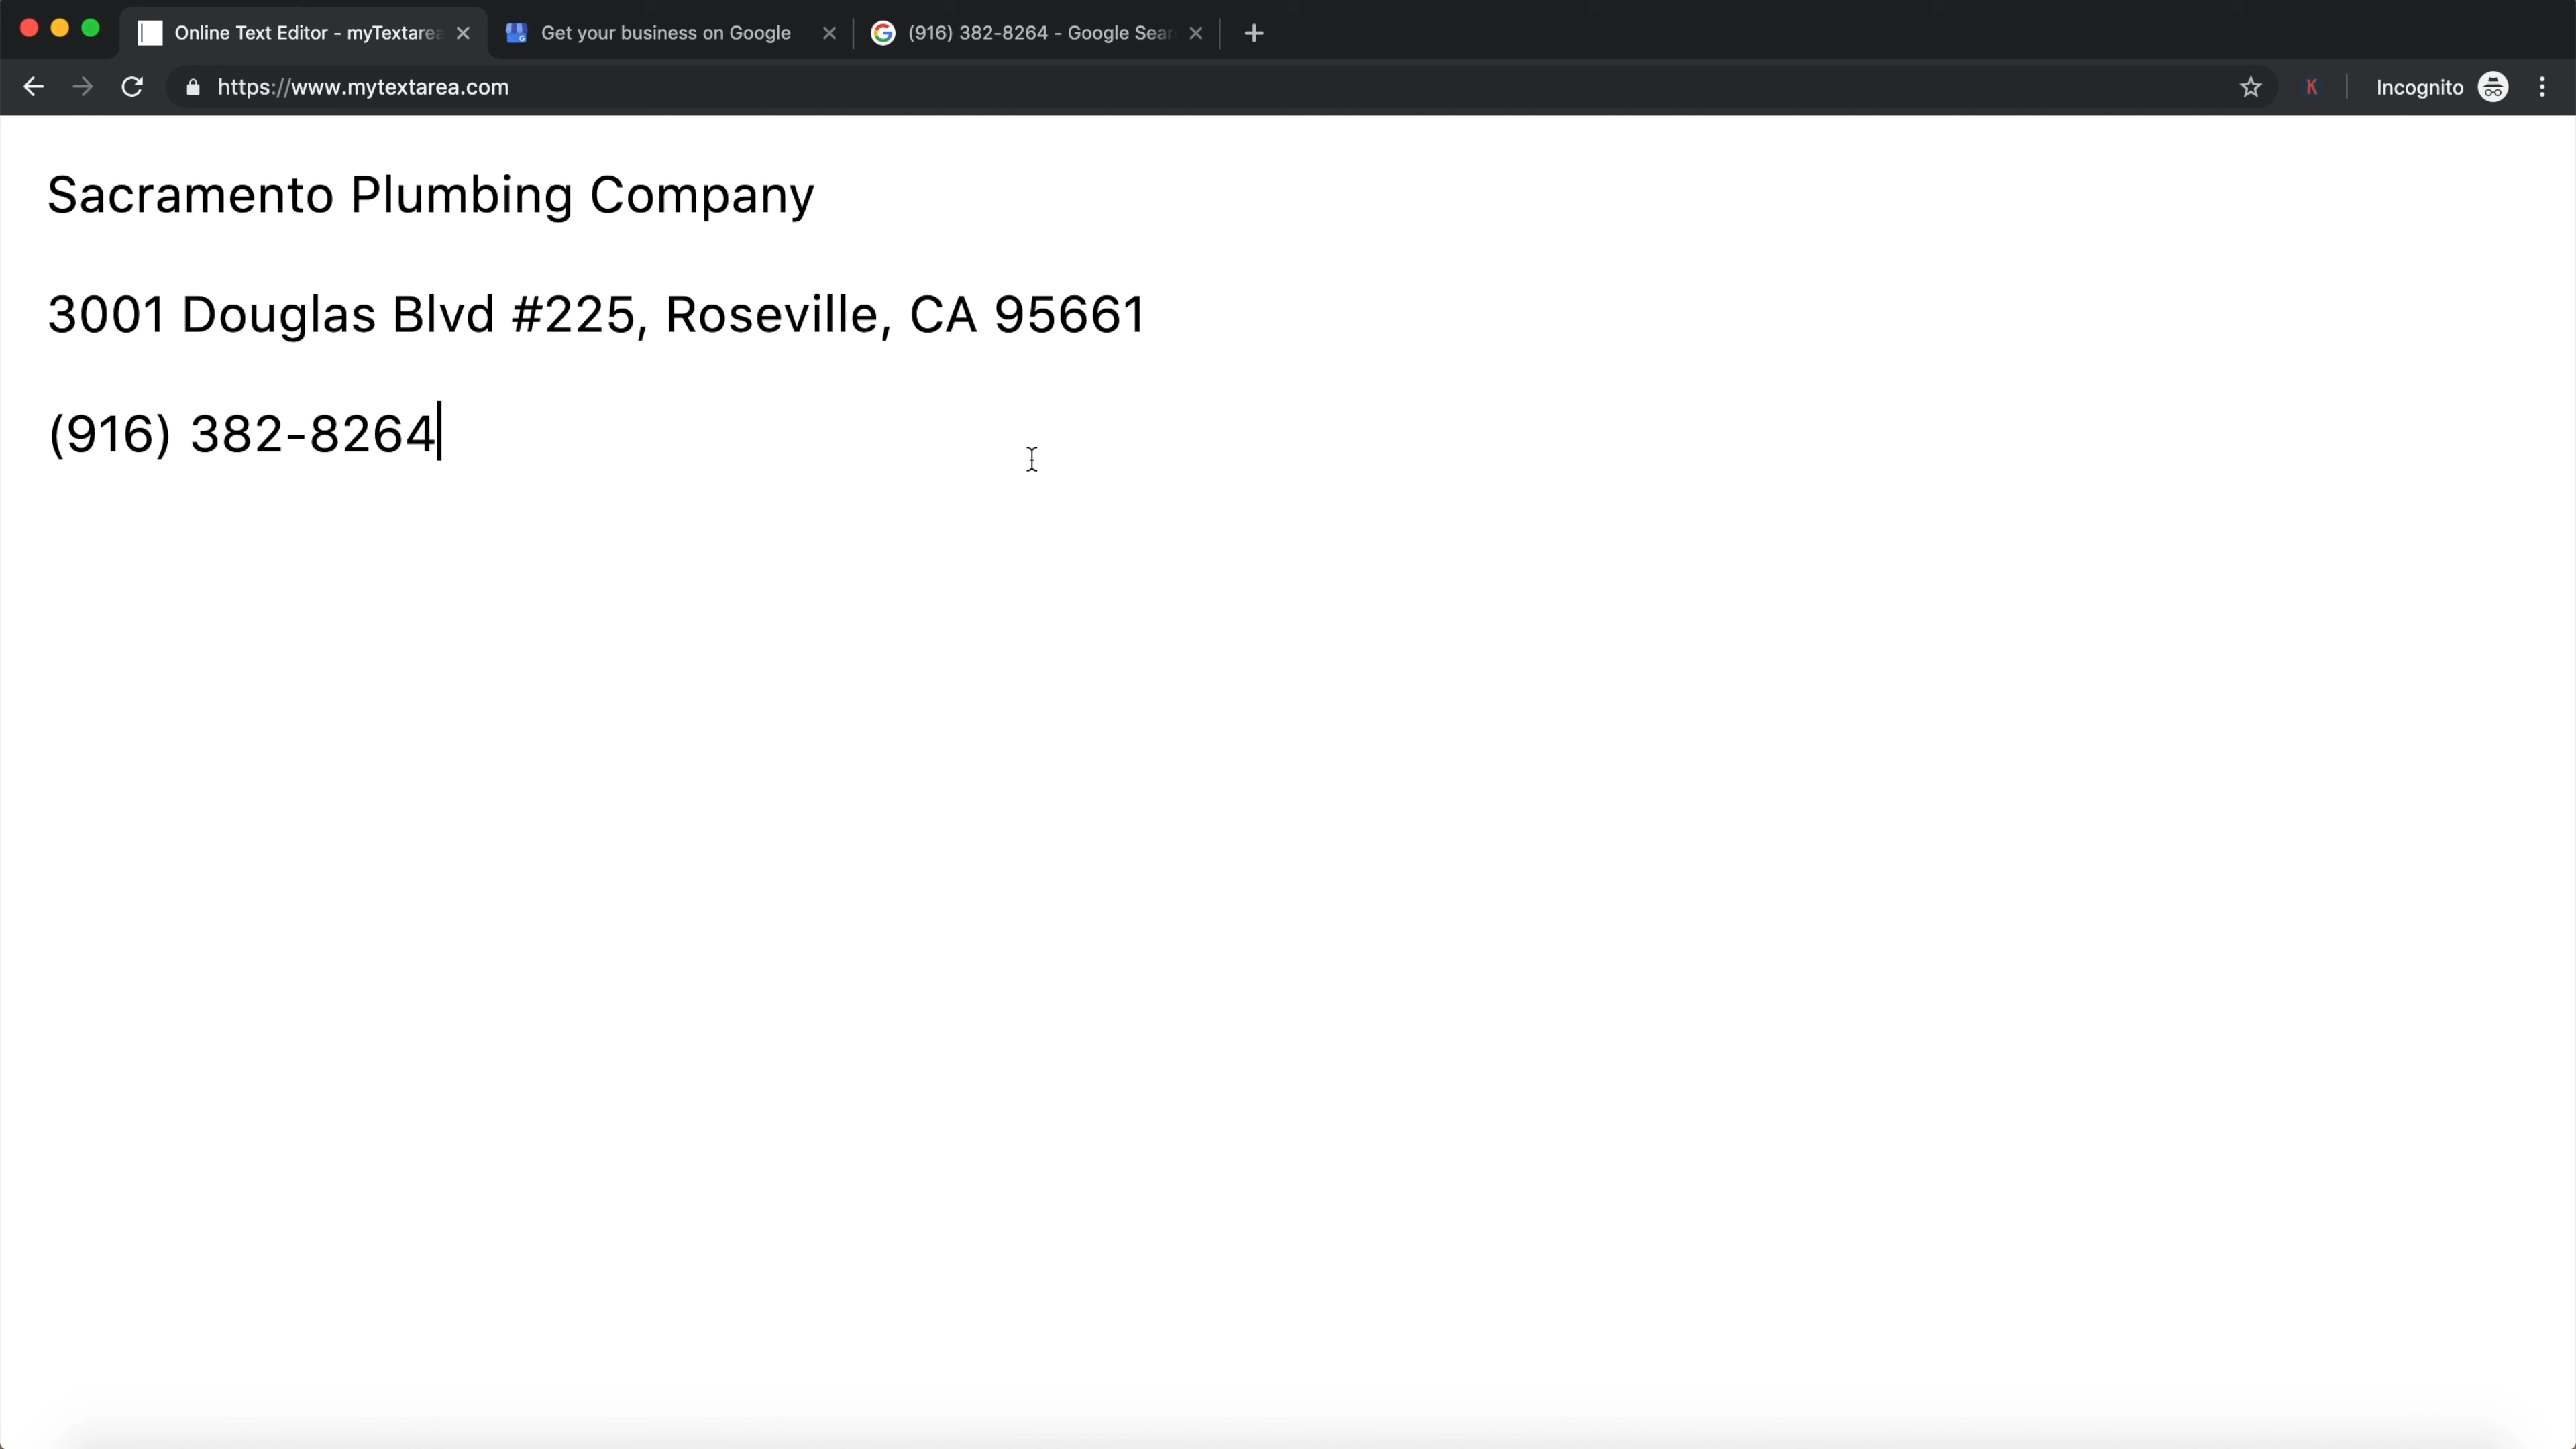 Online Text Editor - myTextarea
Get your business on Google
(916) 382-8264 - Google Sear
https://www.mytextarea.com
K
Incognito
Sacramento Plumbing Company
3001 Douglas Blvd #225, Roseville, CA 95661
(916) 382-8264